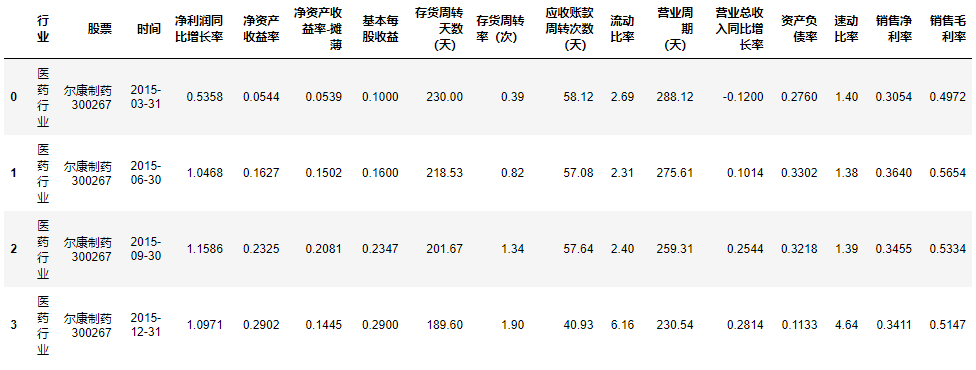 行业 股票 时间 净利润同比增长率 净资产收益率 净资产收益率-摊薄 基本每股收益 存货周转天数(天) 存货周转率（次） 应收账款周转次数(天) 流动比率 营业周期(天) 营业总收入同比增长率 资产负债率 速动比率 销售净利率 销售毛利率
0 医药行业 尔康制药300267 2015-03-31 0.5358 0.0544 0.0539 0.1000 230.00 0.39 58.12 2.69 288.12 -0.1200 0.2760 1.40 0.3054 0.4972
1 医药行业 尔康制药300267 2015-06-30 1.0468 0.1627 0.1502 0.1600 218.53 0.82 57.08 2.31 275.61 0.1014 0.3302 1.38 0.3640 0.5654
2 医药行业 尔康制药300267 2015-09-30 1.1586 0.2325 0.2081 0.2347 201.67 1.34 57.64 2.40 259.31 0.2544 0.3218 1.39 0.3455 0.5334
3 医药行业 尔康制药300267 2015-12-31 1.0971 0.2902 0.1445 0.2900 189.60 1.90 40.93 6.16 230.54 0.2814 0.1133 4.64 0.3411 0.5147